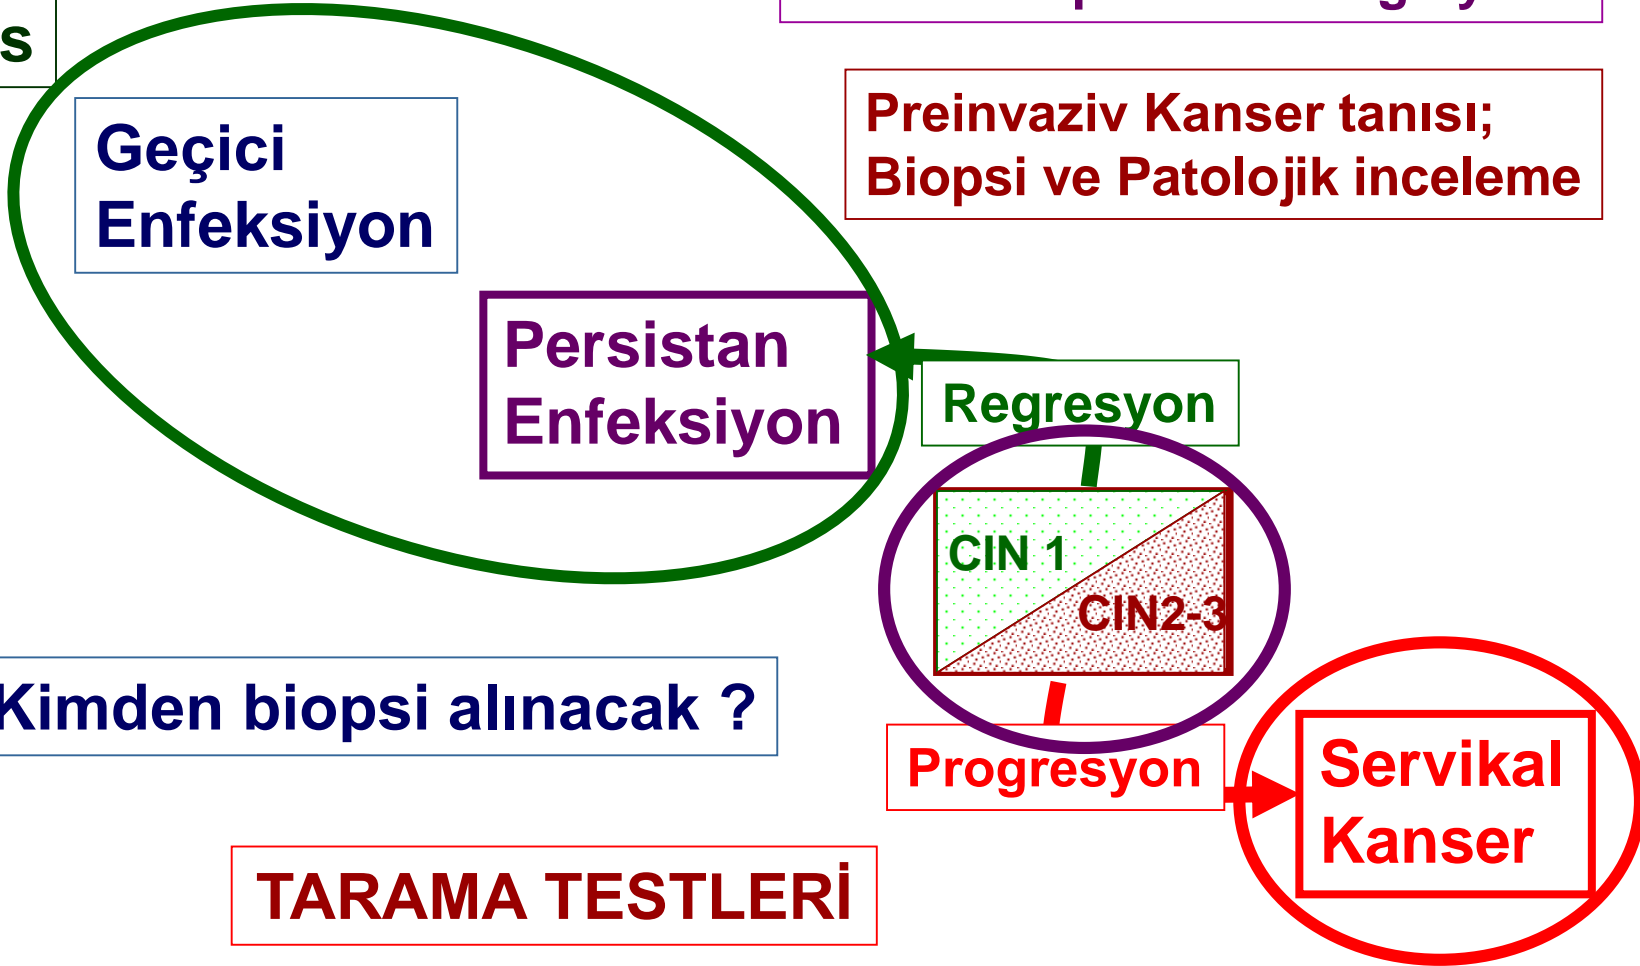 s
Preinvaziv Kanser tanısı;
Biopsi ve Patolojik inceleme
Geçici
Enfeksiyon
Persistan
Enfeksiyon
Regresyon
CIN 1
CIN2-3
Kimden biopsi alınacak ?
Progresyon
Servikal
Kanser
TARAMA TESTLERİ